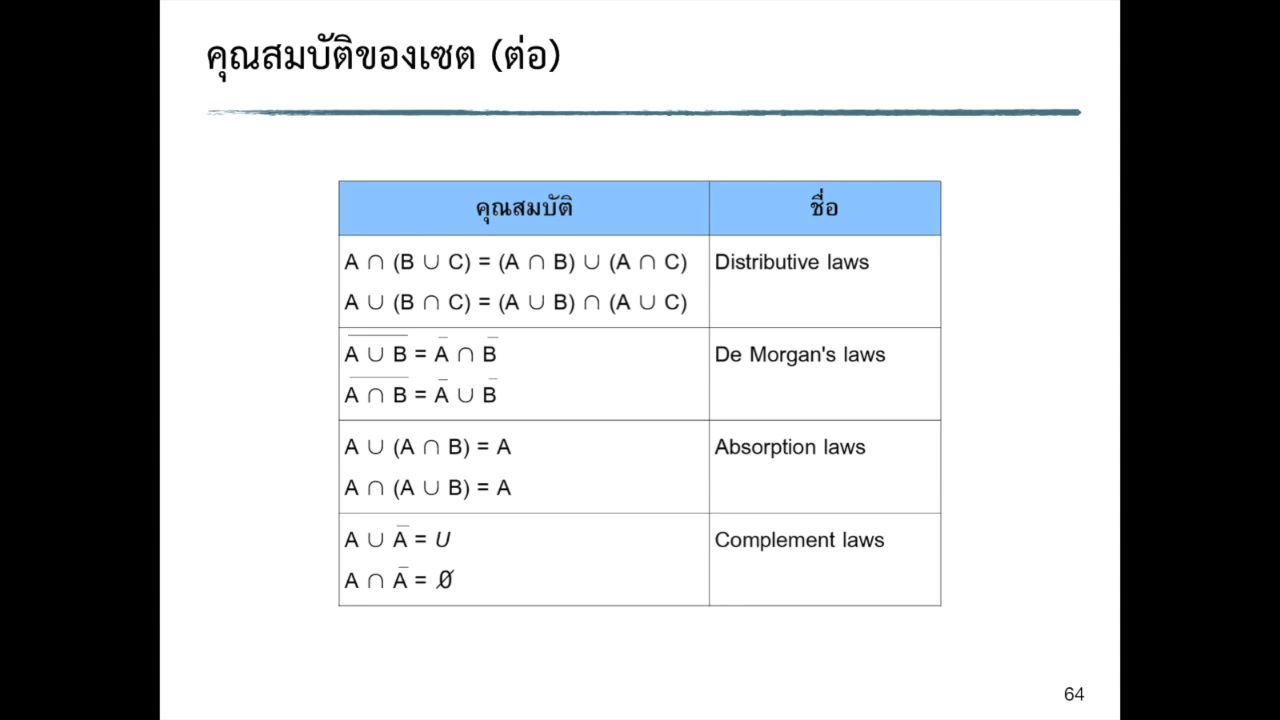 คุณสมบัติของเซต (ต่อ)
คุณสมบัติ ชื่อ
A ∩ (B ∪ C) = (A ∩ B) ∪ (A ∩ C) Distributive laws
A ∪ (B ∩ C) = (A ∪ B) ∩ (A ∪ C)
A̅ ̅∪̅ ̅B̅ = A̅ ∩ B̅ De Morgan's laws
A̅ ̅∩̅ ̅B̅ = A̅ ∪ B̅
A ∪ (A ∩ B) = A Absorption laws
A ∩ (A ∪ B) = A
A ∪ A̅ = U Complement laws
A ∩ A̅ = Ø
64